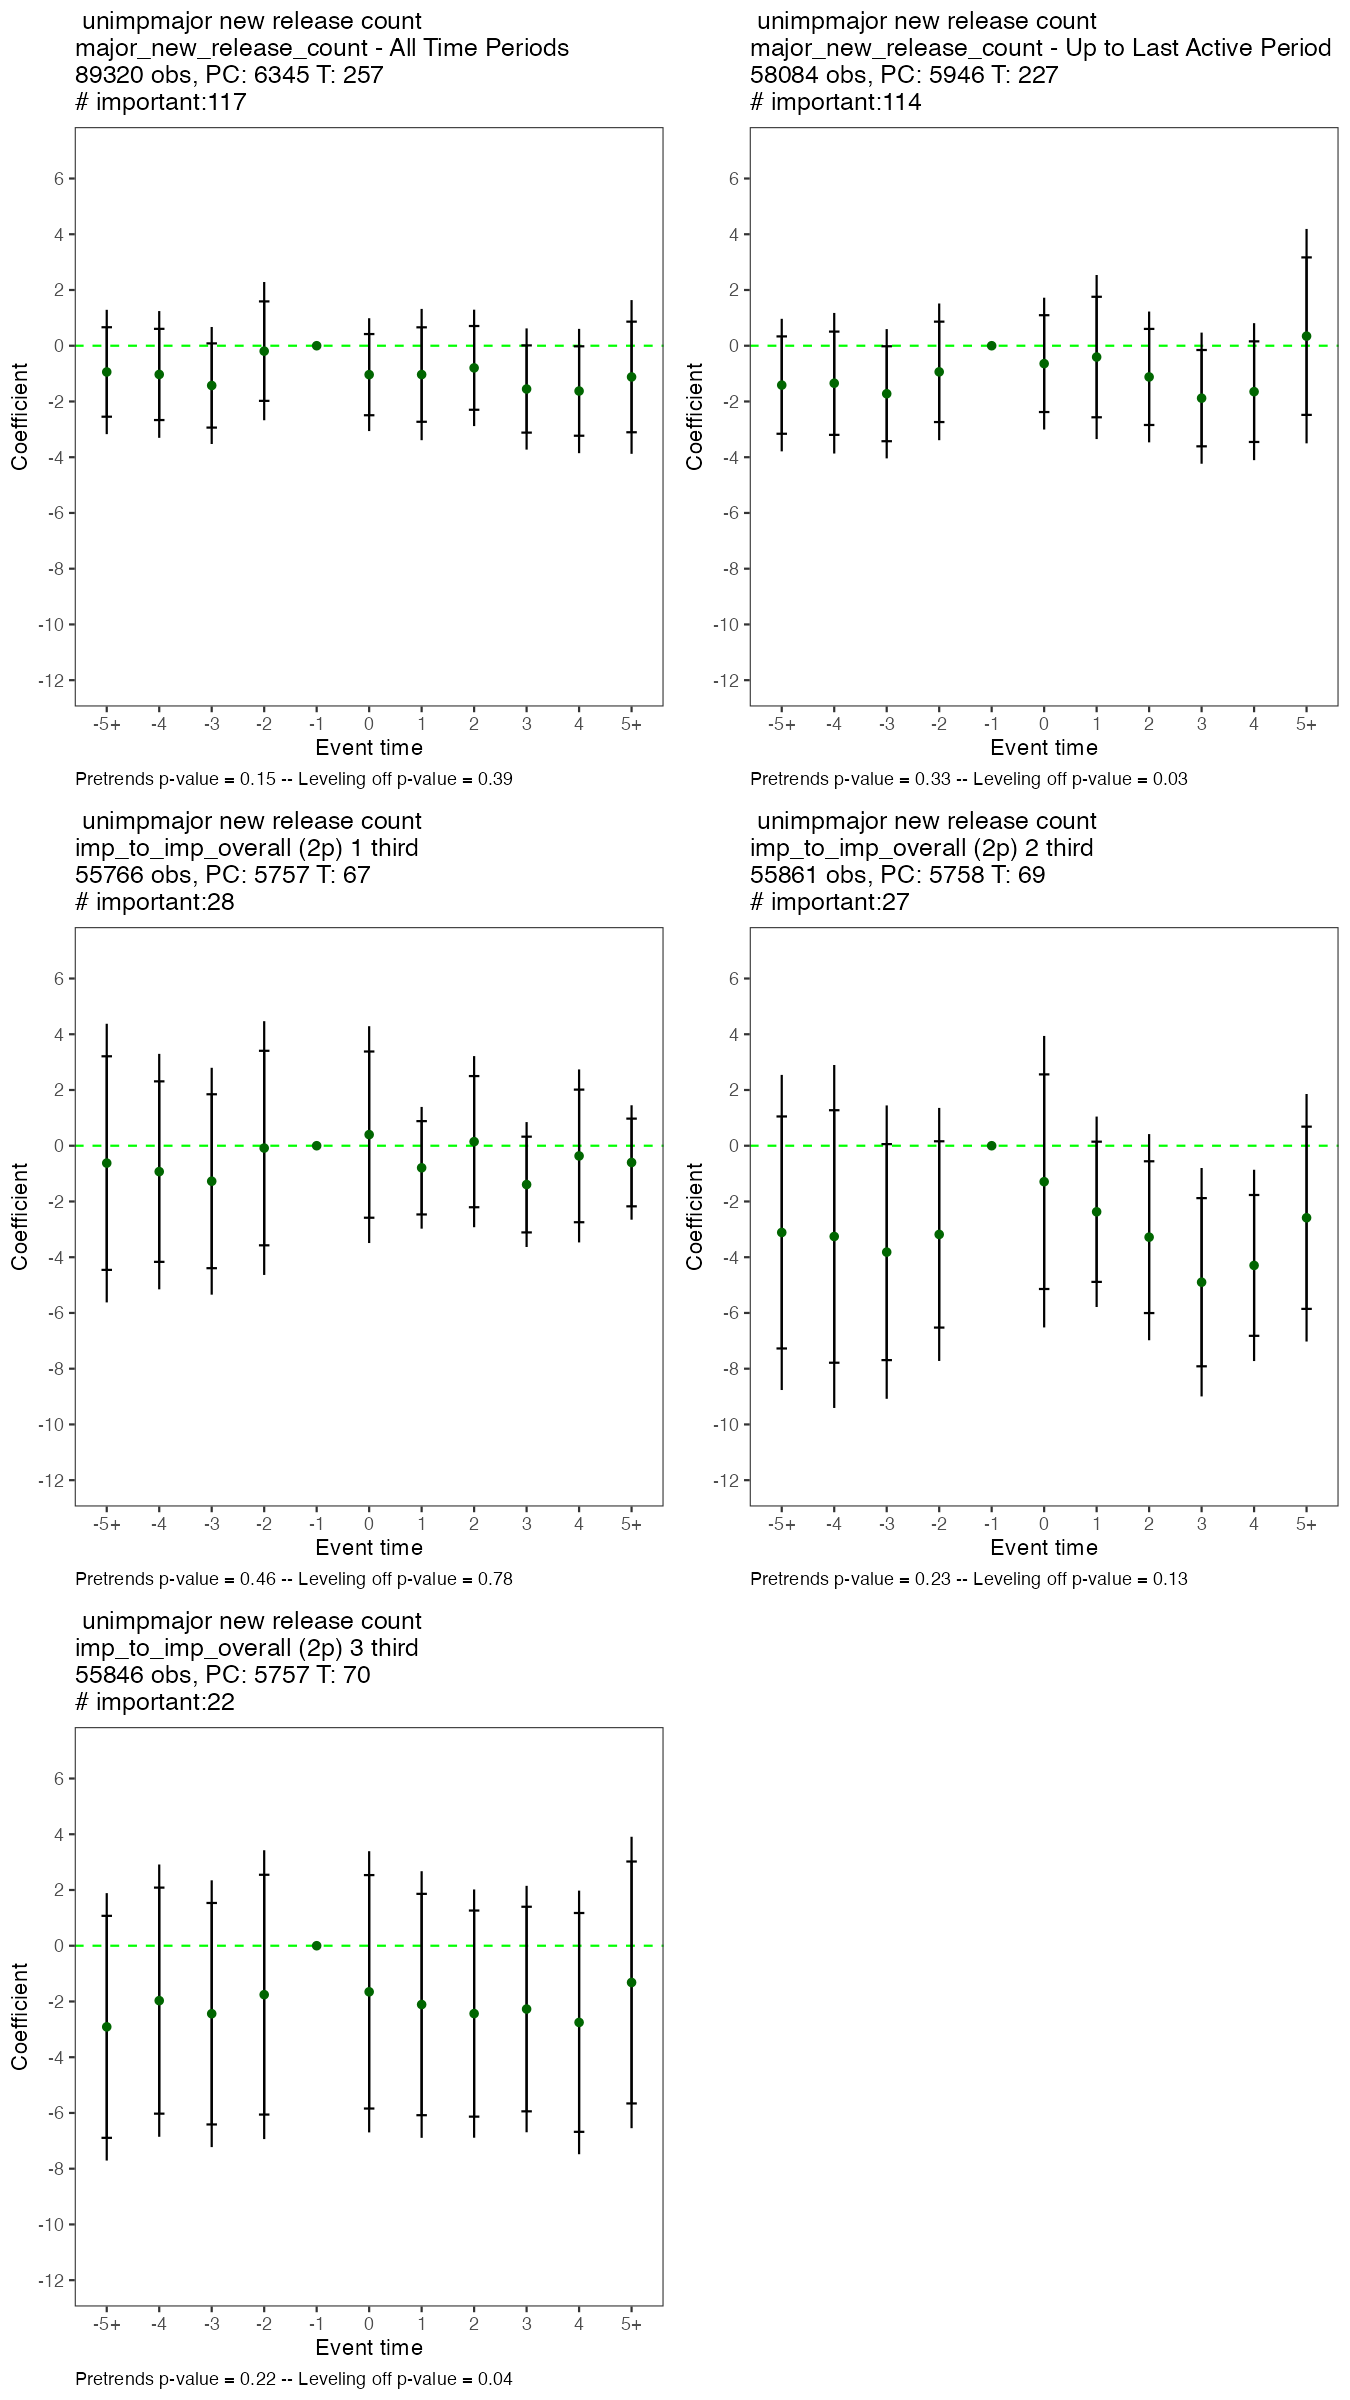 unimpmajor new release count
major_new_release_count - All Time Periods
89320 obs, PC: 6345 T: 257
# important:117
6
4
2
0
-2
-4
-6
-8
-10
-12
Coefficient
-5+ -4 -3 -2 -1 0 1 2 3 4 5+
Event time
Pretrends p-value = 0.15 -- Leveling off p-value = 0.39
unimpmajor new release count
major_new_release_count - Up to Last Active Period
58084 obs, PC: 5946 T: 227
# important:114
6
4
2
0
-2
-4
-6
-8
-10
-12
Coefficient
-5+ -4 -3 -2 -1 0 1 2 3 4 5+
Event time
Pretrends p-value = 0.33 -- Leveling off p-value = 0.03
unimpmajor new release count
imp_to_imp_overall (2p) 1 third
55766 obs, PC: 5757 T: 67
# important:28
6
4
2
0
-2
-4
-6
-8
-10
-12
Coefficient
-5+ -4 -3 -2 -1 0 1 2 3 4 5+
Event time
Pretrends p-value = 0.46 -- Leveling off p-value = 0.78
unimpmajor new release count
imp_to_imp_overall (2p) 2 third
55861 obs, PC: 5758 T: 69
# important:27
6
4
2
0
-2
-4
-6
-8
-10
-12
Coefficient
-5+ -4 -3 -2 -1 0 1 2 3 4 5+
Event time
Pretrends p-value = 0.23 -- Leveling off p-value = 0.13
unimpmajor new release count
imp_to_imp_overall (2p) 3 third
55846 obs, PC: 5757 T: 70
# important:22
6
4
2
0
-2
-4
-6
-8
-10
-12
Coefficient
-5+ -4 -3 -2 -1 0 1 2 3 4 5+
Event time
Pretrends p-value = 0.22 -- Leveling off p-value = 0.04